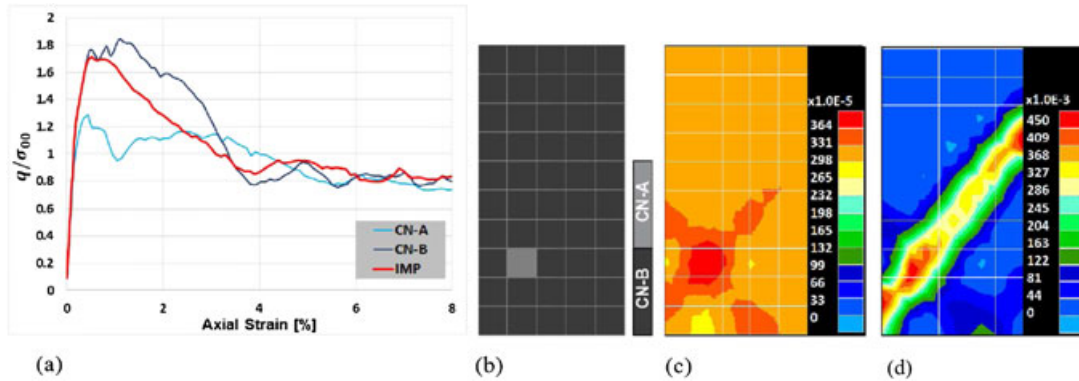 2
1.8
1.6
1.4
1.2
1
0.8
0.6
0.4
0.2
0
q/σ00
0 2 4 6 8
Axial Strain [%]
CN-A
CN-B
IMP
(a)
CN-A
CN-B
(b)
x1.0E-5
364
331
298
265
232
198
165
132
99
66
33
0
(c)
x1.0E-3
450
409
368
327
286
245
204
163
122
81
44
0
(d)